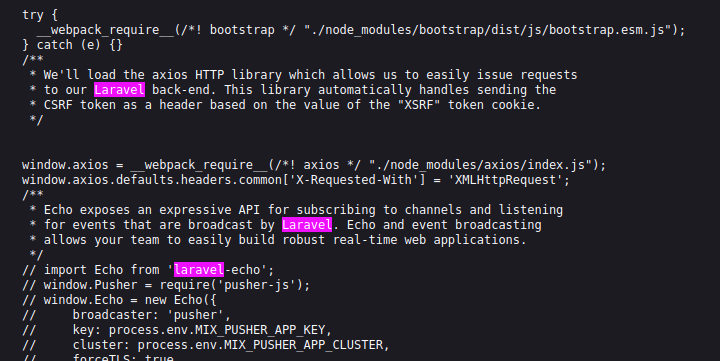 try {
  __webpack_require__(/*! bootstrap */ "./node_modules/bootstrap/dist/js/bootstrap.esm.js");
} catch (e) {}
/**
 * We'll load the axios HTTP library which allows us to easily issue requests
 * to our Laravel back-end. This library automatically handles sending the
 * CSRF token as a header based on the value of the "XSRF" token cookie.
 */
window.axios = __webpack_require__(/*! axios */ "./node_modules/axios/index.js");
window.axios.defaults.headers.common['X-Requested-With'] = 'XMLHttpRequest';
/**
 * Echo exposes an expressive API for subscribing to channels and listening
 * for events that are broadcast by Laravel. Echo and event broadcasting
 * allows your team to easily build robust real-time web applications.
 */
// import Echo from 'laravel-echo';
// window.Pusher = require('pusher-js');
// window.Echo = new Echo({
//     broadcaster: 'pusher',
//     key: process.env.MIX_PUSHER_APP_KEY,
//     cluster: process.env.MIX_PUSHER_APP_CLUSTER,
//     forceTLS: true